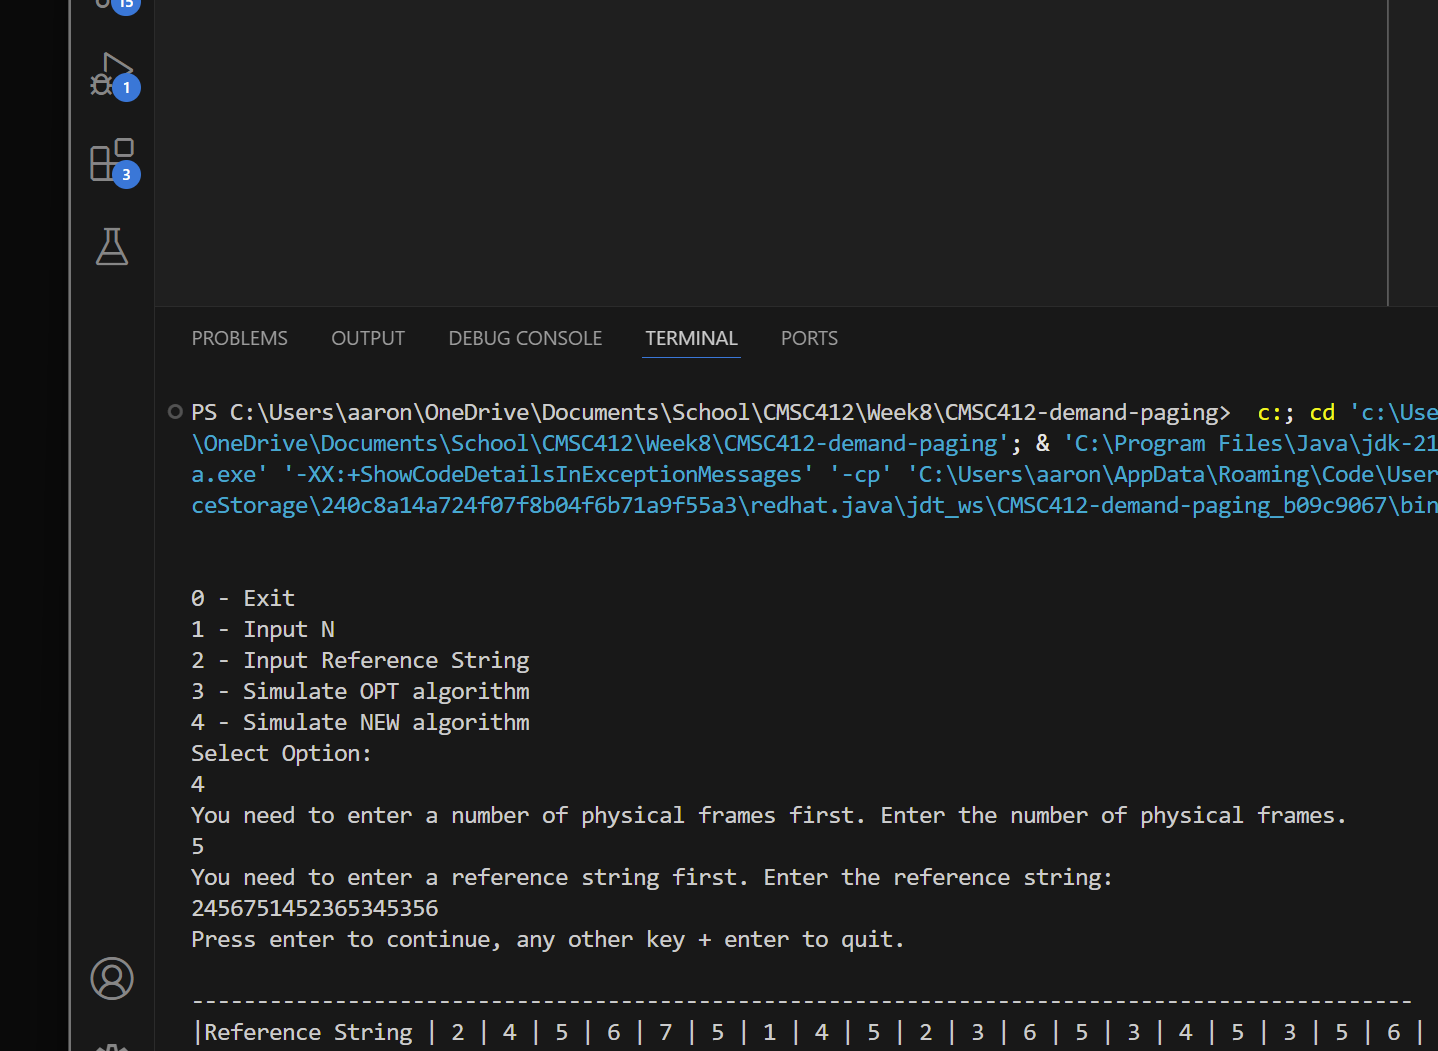 15
1
3
PROBLEMS OUTPUT DEBUG CONSOLE TERMINAL PORTS
PS C:\Users\aaron\OneDrive\Documents\School\CMSC412\Week8\CMSC412-demand-paging>  c:; cd 'c:\Use
\OneDrive\Documents\School\CMSC412\Week8\CMSC412-demand-paging'; & 'C:\Program Files\Java\jdk-21
a.exe' '-XX:+ShowCodeDetailsInExceptionMessages' '-cp' 'C:\Users\aaron\AppData\Roaming\Code\User
ceStorage\240c8a14a724f07f8b04f6b71a9f55a3\redhat.java\jdt_ws\CMSC412-demand-paging_b09c9067\bin
0 - Exit
1 - Input N
2 - Input Reference String
3 - Simulate OPT algorithm
4 - Simulate NEW algorithm
Select Option:
4
You need to enter a number of physical frames first. Enter the number of physical frames.
5
You need to enter a reference string first. Enter the reference string:
2456751452365345356
Press enter to continue, any other key + enter to quit.
----------------------------------------------------------------------------------------------
|Reference String | 2 | 4 | 5 | 6 | 7 | 5 | 1 | 4 | 5 | 2 | 3 | 6 | 5 | 3 | 4 | 5 | 3 | 5 | 6 |